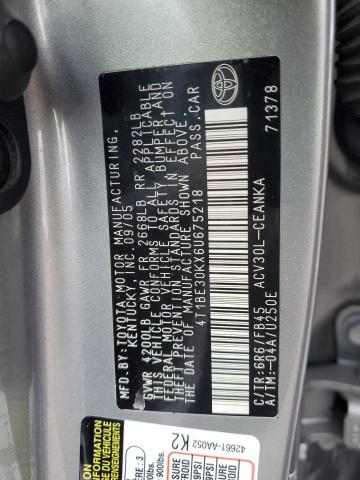 TOYOTA MOTOR MANUFACTURING,
KENTUCKY, INC. 09/05
GVWR 4200LB GAWR FR 2668LB RR 2282LB
THIS VEHICLE CONFORMS TO ALL APPLICABLE
FEDERAL MOTOR VEHICLE SAFETY BUMPER, AND
THEFT PREVENTION STANDARDS IN EFFECT ON
THE DATE OF MANUFACTURE SHOWN ABOVE.
4T1BE30KX6U675218 PASS.CAR
C/TR:6R6/FB45 ACV30L-CEANKA
A/TM:-04A/U250E 71378
TOYOTA
42661-AA052
K2